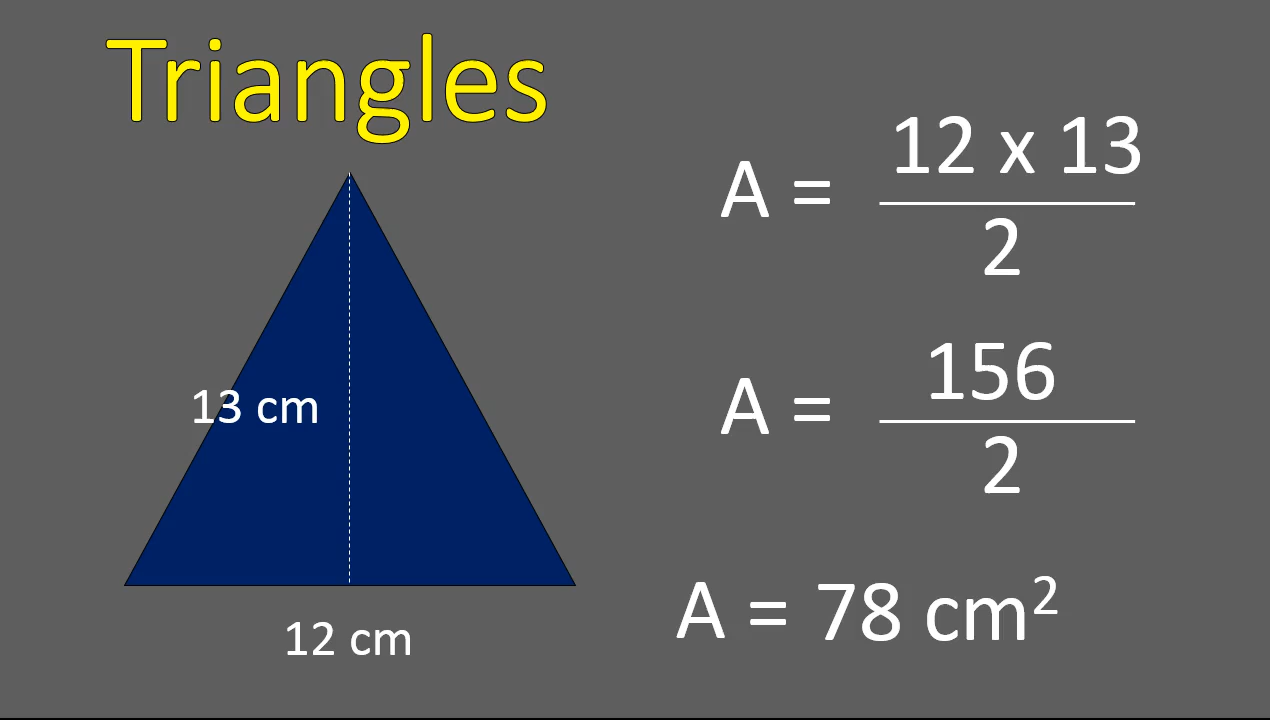 Triangles
13 cm
12 cm
A = 12 x 13
2
A = 156
2
A = 78 cm²